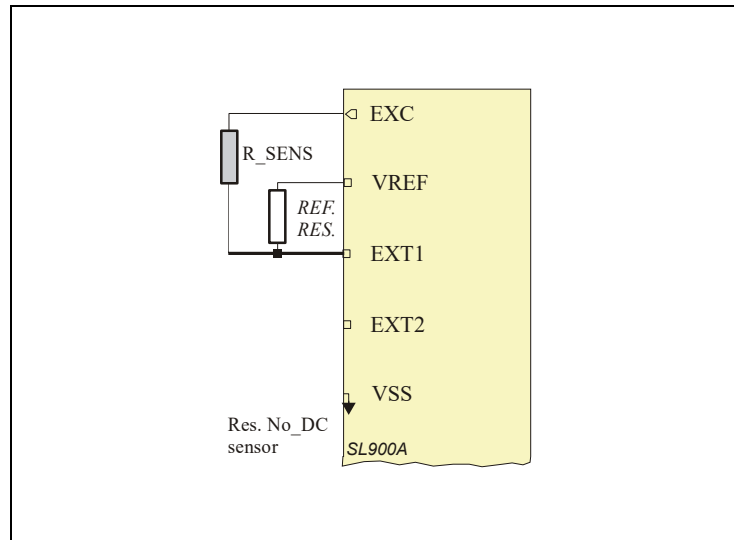 EXC
R_SENS
VREF
REF.
RES.
EXT1
EXT2
VSS
Res. No_DC
sensor
SL900A